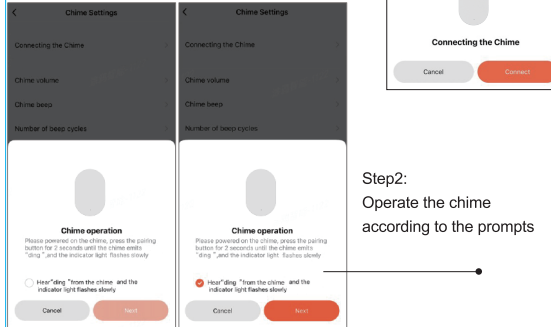 Chime Settings
Connecting the Chime
Chime volume
Chime beep
Number of beep cycles
Chime operation
Please powered on the chime, press the pairing
button for 2 seconds until the chime emits
"ding ",and the indicator light flashes slowly
Hear"ding "from the chime and the
indicator light flashes slowly
Cancel
Next
Chime Settings
Connecting the Chime
Chime volume
Chime beep
Number of beep cycles
Chime operation
Please powered on the chime, press the pairing
button for 2 seconds until the chime emits
"ding ",and the indicator light flashes slowly
Hear"ding "from the chime and the
indicator light flashes slowly
Cancel
Next
Connecting the Chime
Cancel
Connect
Step2:
Operate the chime
according to the prompts